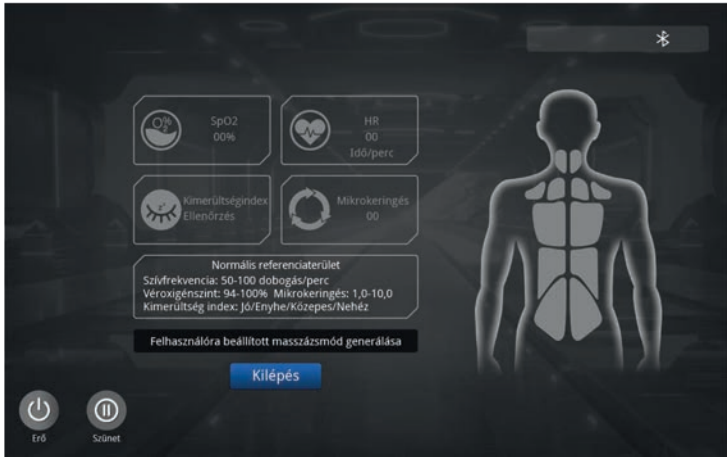 SpO2
00%
HR
00
Idő/perc
Kimerültségindex
Ellenőrzés
Mikrokeringés
00
Normális referenciaterület
Szívfrekvencia: 50-100 dobogás/perc
Véroxigénszint: 94-100% Mikrokeringés: 1,0-10,0
Kimerültség index: Jó/Enyhe/Közepes/Nehéz
Felhasználóra beállított masszázsmód generálása
Kilépés
Erő
Szünet